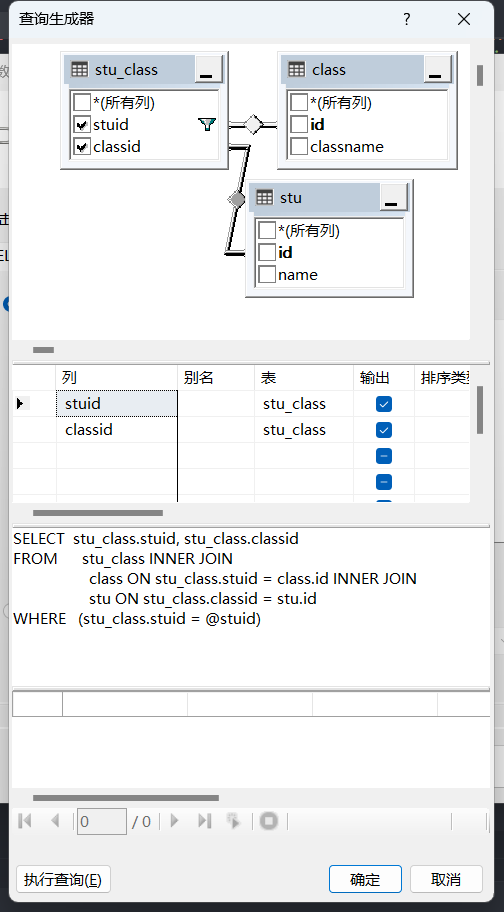 查询生成器
?
stu_class
*(所有列)
stuid
classid
class
*(所有列)
id
classname
stu
*(所有列)
id
name
列 别名 表 输出 排序类型
stuid stu_class
classid stu_class
SELECT stu_class.stuid, stu_class.classid
FROM stu_class INNER JOIN
class ON stu_class.stuid = class.id INNER JOIN
stu ON stu_class.classid = stu.id
WHERE (stu_class.stuid = @stuid)
0 / 0
执行查询(E) 确定 取消